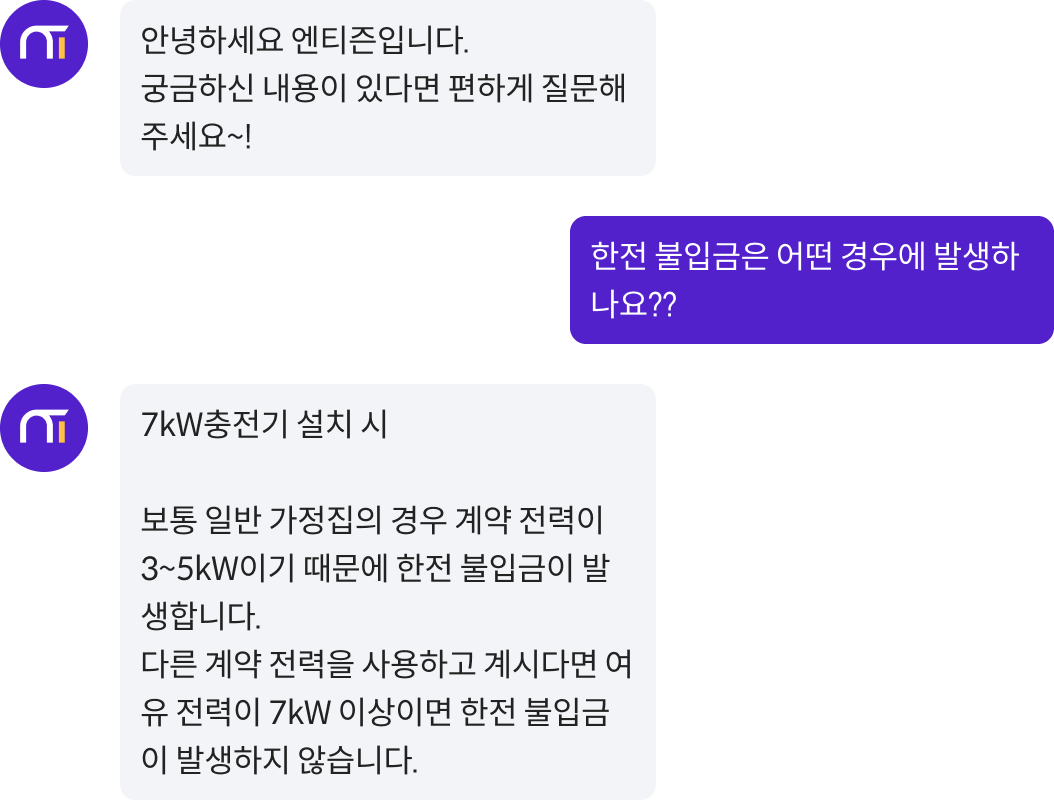 안녕하세요 엔티즌입니다.
궁금하신 내용이 있다면 편하게 질문해
주세요~!
한전 불입금은 어떤 경우에 발생하
나요??
7kW충전기 설치 시
보통 일반 가정집의 경우 계약 전력이
3~5kW이기 때문에 한전 불입금이 발
생합니다.
다른 계약 전력을 사용하고 계시다면 여
유 전력이 7kW 이상이면 한전 불입금
이 발생하지 않습니다.